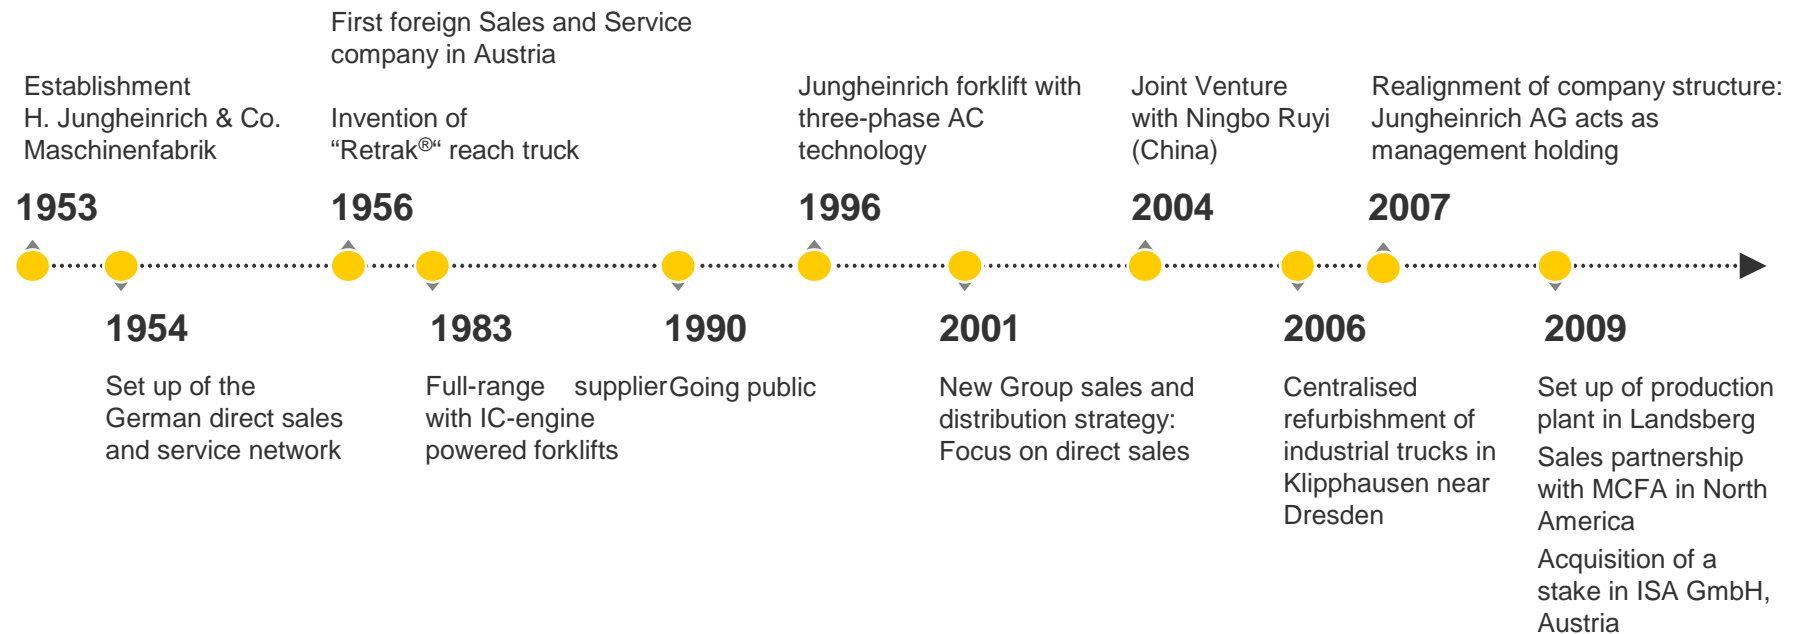 First foreign Sales and Service
company in Austria
Establishment
H. Jungheinrich & Co.
Maschinenfabrik
Invention of
“Retrak®“ reach truck
Jungheinrich forklift with
three-phase AC
technology
Joint Venture
with Ningbo Ruyi
(China)
Realignment of company structure:
Jungheinrich AG acts as
management holding
1953
1956
1996
2004
2007
1954
1983
1990
2001
2006
2009
Set up of the
German direct sales
and service network
Full-range supplier
with IC-engine
powered forklifts
Going public
New Group sales and
distribution strategy:
Focus on direct sales
Centralised
refurbishment of
industrial trucks in
Klipphausen near
Dresden
Set up of production
plant in Landsberg
Sales partnership
with MCFA in North
America
Acquisition of a
stake in ISA GmbH,
Austria